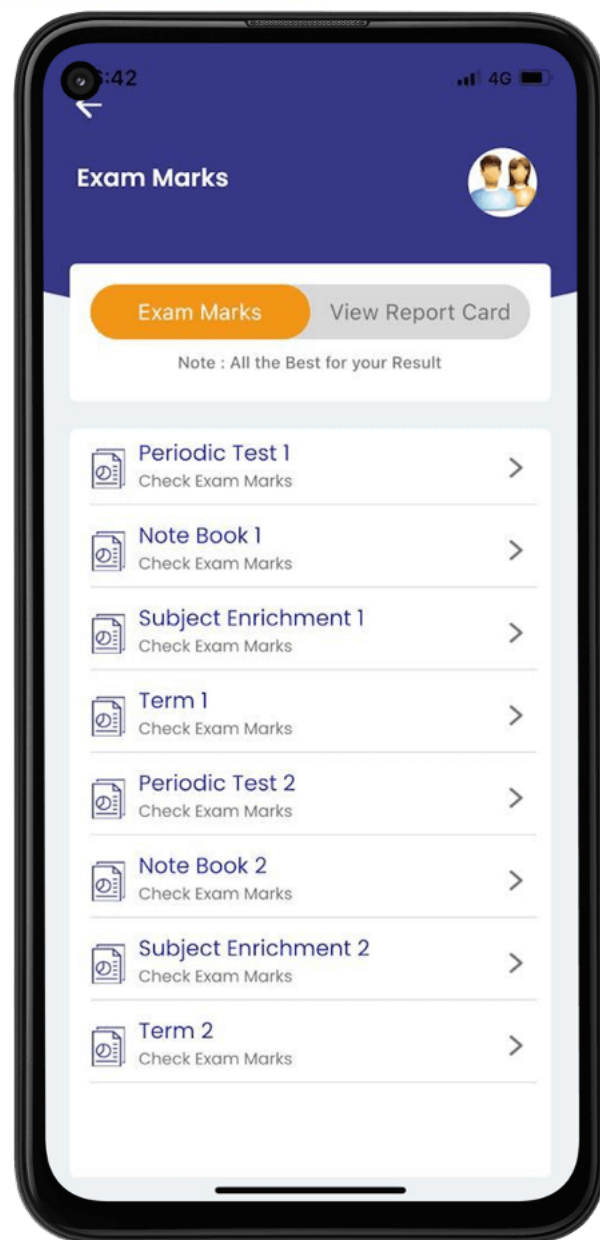 :42
4G
Exam Marks
Exam Marks View Report Card
Note : All the Best for your Result
Periodic Test 1
Check Exam Marks
Note Book 1
Check Exam Marks
Subject Enrichment 1
Check Exam Marks
Term 1
Check Exam Marks
Periodic Test 2
Check Exam Marks
Note Book 2
Check Exam Marks
Subject Enrichment 2
Check Exam Marks
Term 2
Check Exam Marks